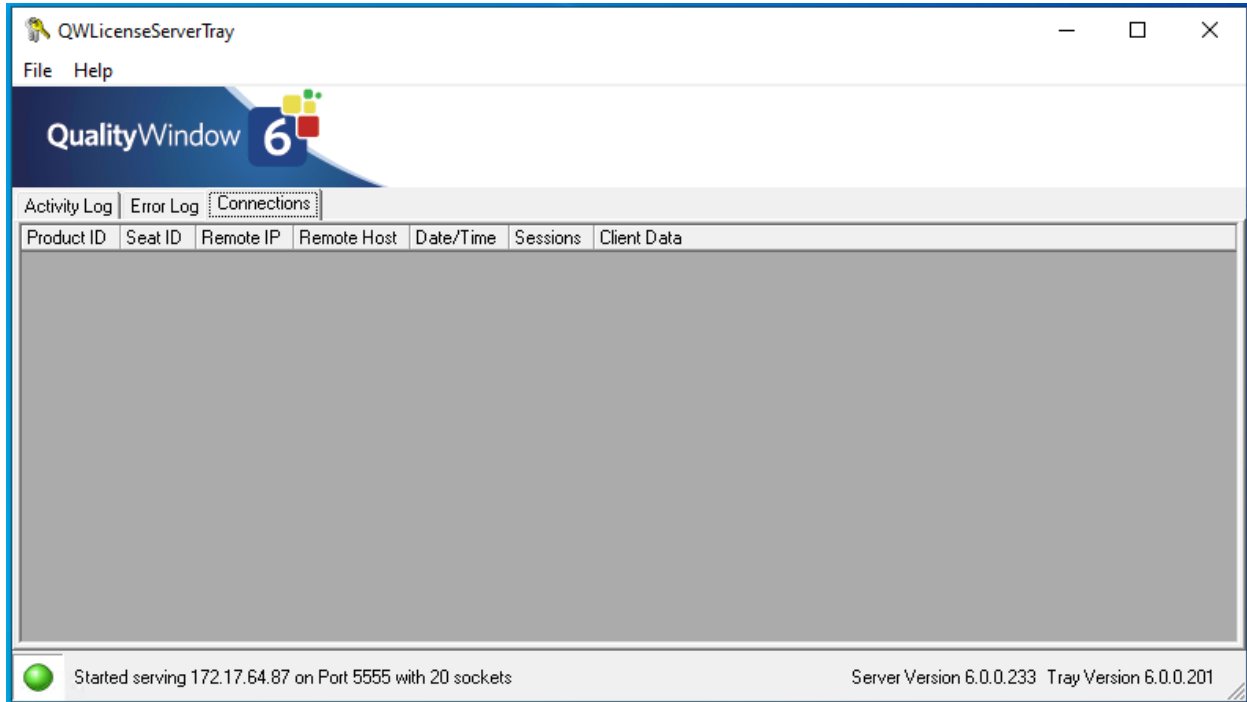 QWLicenseServerTray
File Help
QualityWindow 6
Activity Log Error Log Connections
Product ID Seat ID Remote IP Remote Host Date/Time Sessions Client Data
Started serving 172.17.64.87 on Port 5555 with 20 sockets Server Version 6.0.0.233 Tray Version 6.0.0.201